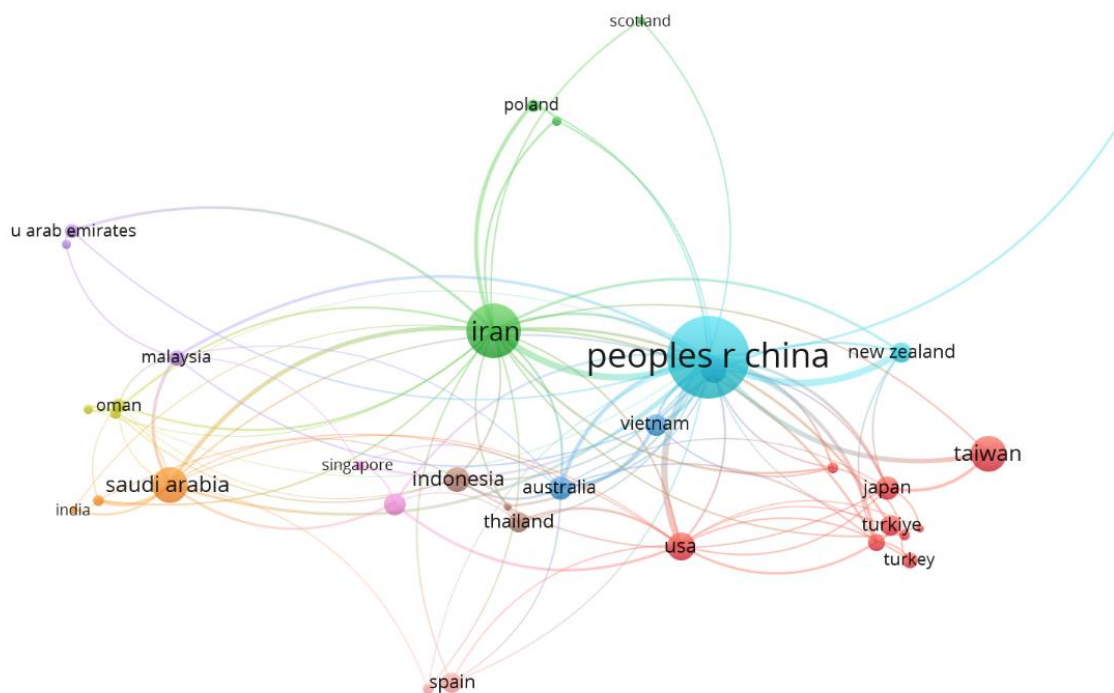 scotland
poland
u arab emirates
iran
peoples r china
new zealand
malaysia
oman
vietnam
taiwan
singapore
indonesia
saudi arabia
australia
japan
india
thailand
turkiye
usa
turkey
spain